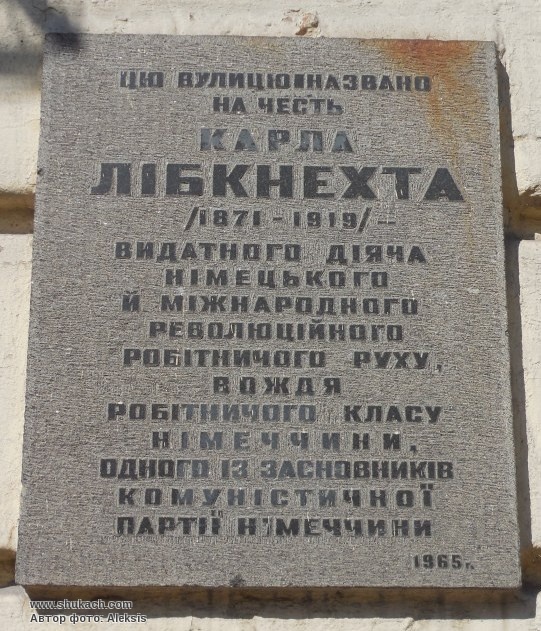 ЦЮ ВУЛИЦЮ НАЗВАНО
НА ЧЕСТЬ
КАРЛА
ЛІБКНЕХТА
/1871-1919/-
ВИДАТНОГО ДІЯЧА
НІМЕЦЬКОГО
Й МІЖНАРОДНОГО
РЕВОЛЮЦІЙНОГО
РОБІТНИЧОГО РУХУ,
ВОЖДЯ
РОБІТНИЧОГО КЛАСУ
НІМЕЧЧИНИ,
ОДНОГО ІЗ ЗАСНОВНИКІВ
КОМУНІСТИЧНОЇ
ПАРТІЇ НІМЕЧЧИНИ
1965 р.
www.shukach.com
Автор фото: Aleksis